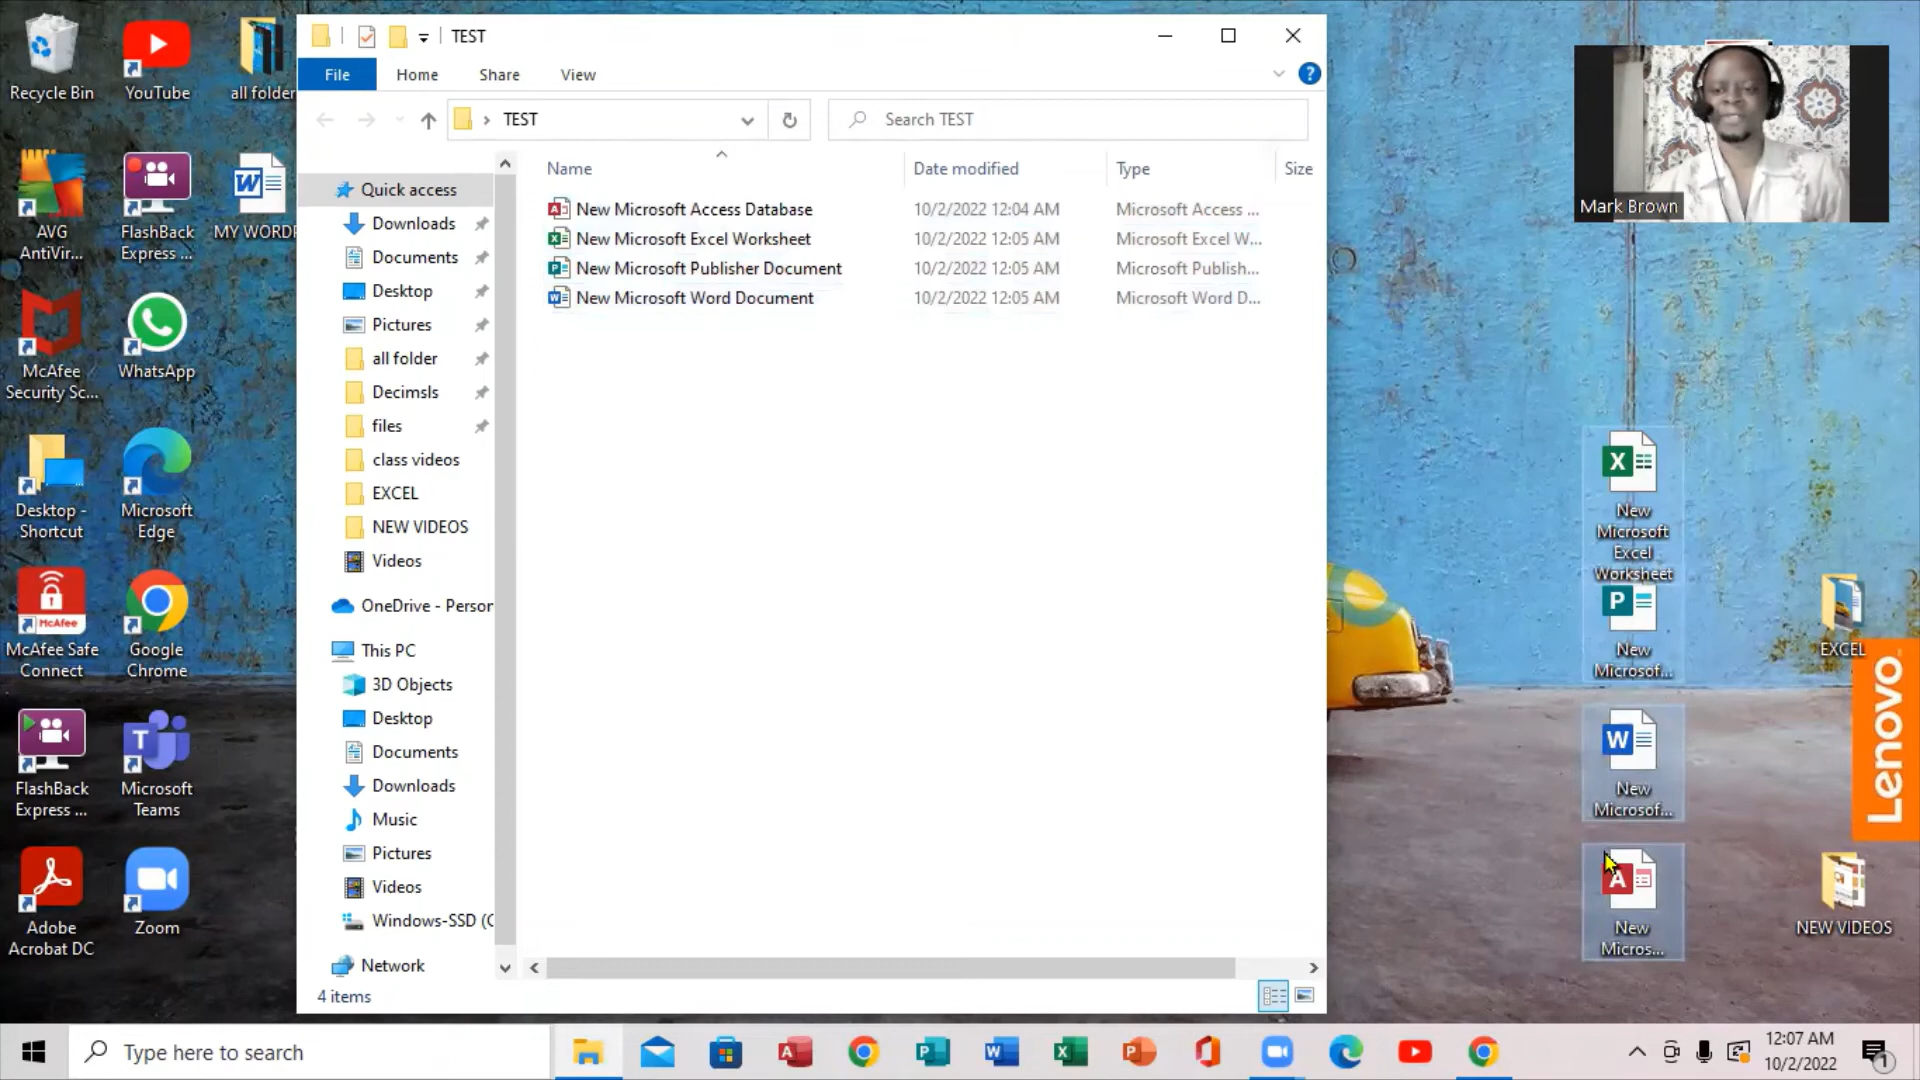 Recycle Bin
YouTube
all folder
AVG
AntiVir...
FlashBack
Express ...
MY WORD
McAfee
Security Sc...
WhatsApp
Desktop -
Shortcut
Microsoft
Edge
McAfee
McAfee Safe
Connect
Google
Chrome
FlashBack
Express ...
Microsoft
Teams
Adobe
Acrobat DC
Zoom
TEST
File
Home
Share
View
TEST
Search TEST
Quick access
Downloads
Documents
Desktop
Pictures
all folder
Decimsls
files
class videos
EXCEL
NEW VIDEOS
Videos
OneDrive - Person
This PC
3D Objects
Desktop
Documents
Downloads
Music
Pictures
Videos
Windows-SSD (C
Network
Name Date modified Type Size
New Microsoft Access Database 10/2/2022 12:04 AM Microsoft Access ...
New Microsoft Excel Worksheet 10/2/2022 12:05 AM Microsoft Excel W...
New Microsoft Publisher Document 10/2/2022 12:05 AM Microsoft Publish...
New Microsoft Word Document 10/2/2022 12:05 AM Microsoft Word D...
4 items
Mark Brown
New
Microsoft
Excel
Worksheet
New
Microsof...
New
Microsof...
New
Micros...
EXCEL
Lenovo
NEW VIDEOS
Type here to search
12:07 AM
10/2/2022
1